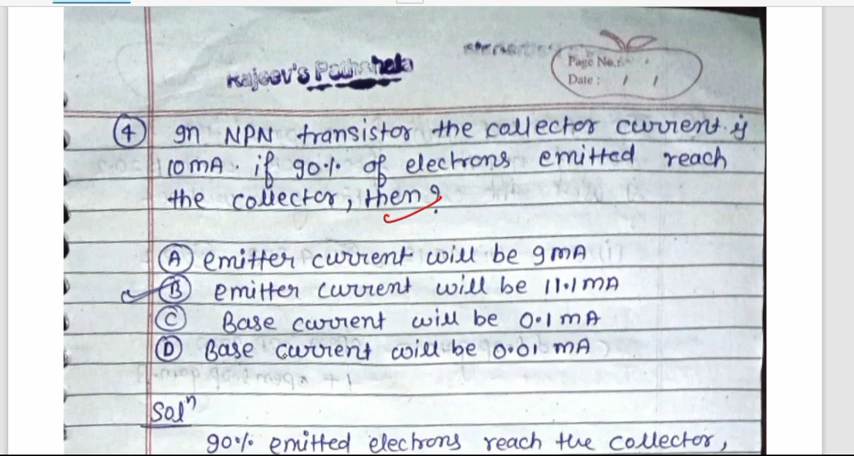 Rajeev's Pathshala
Page No.:
Date: / /
④ In NPN transistor the collector current is
10 mA. if 90% of electrons emitted reach
the collector, then?
Ⓐ emitter current will be 9 mA
Ⓑ emitter current will be 11.1 mA
Ⓒ Base current will be 0.1 mA
Ⓓ Base current will be 0.01 mA
Solⁿ
90% emitted electrons reach the collector,